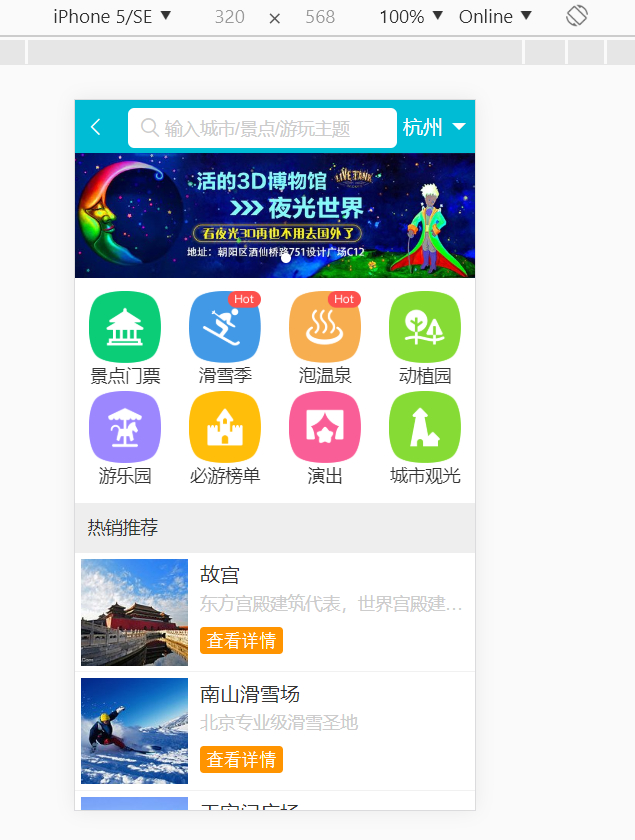 iPhone 5/SE ▼ 320 × 568 100% ▼ Online ▼
输入城市/景点/游玩主题 杭州
活的3D博物馆 LIVE TANK
夜光世界
看夜光3D再也不用去国外了
地址：朝阳区酒仙桥路751设计广场C12
Hot Hot
景点门票 滑雪季 泡温泉 动植园
游乐园 必游榜单 演出 城市观光
热销推荐
故宫
东方宫殿建筑代表，世界宫殿建...
查看详情
南山滑雪场
北京专业级滑雪圣地
查看详情